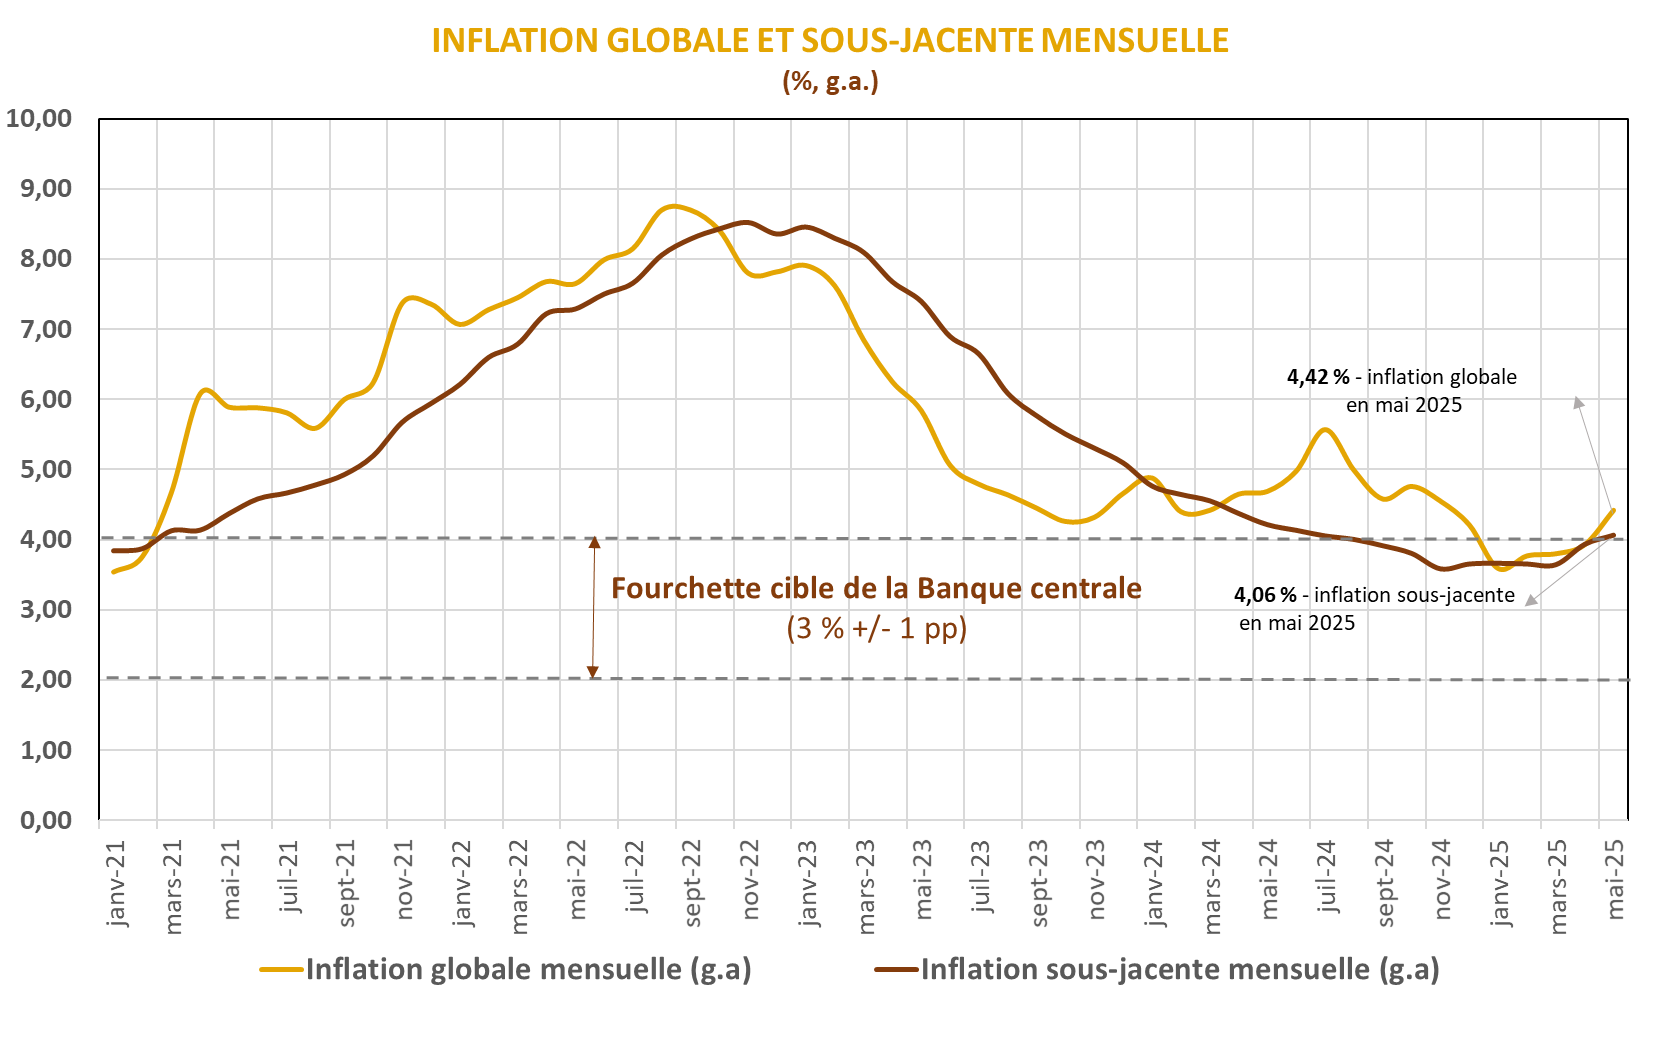 INFLATION GLOBALE ET SOUS-JACENTE MENSUELLE
(%, g.a.)
10,00
9,00
8,00
7,00
6,00
5,00
4,00
3,00
2,00
1,00
0,00
4,42 % - inflation globale
en mai 2025
Fourchette cible de la Banque centrale
(3 % +/- 1 pp)
4,06 % - inflation sous-jacente
en mai 2025
janv-21
mars-21
mai-21
juil-21
sept-21
nov-21
janv-22
mars-22
mai-22
juil-22
sept-22
nov-22
janv-23
mars-23
mai-23
juil-23
sept-23
nov-23
janv-24
mars-24
mai-24
juil-24
sept-24
nov-24
janv-25
mars-25
mai-25
Inflation globale mensuelle (g.a)
Inflation sous-jacente mensuelle (g.a)